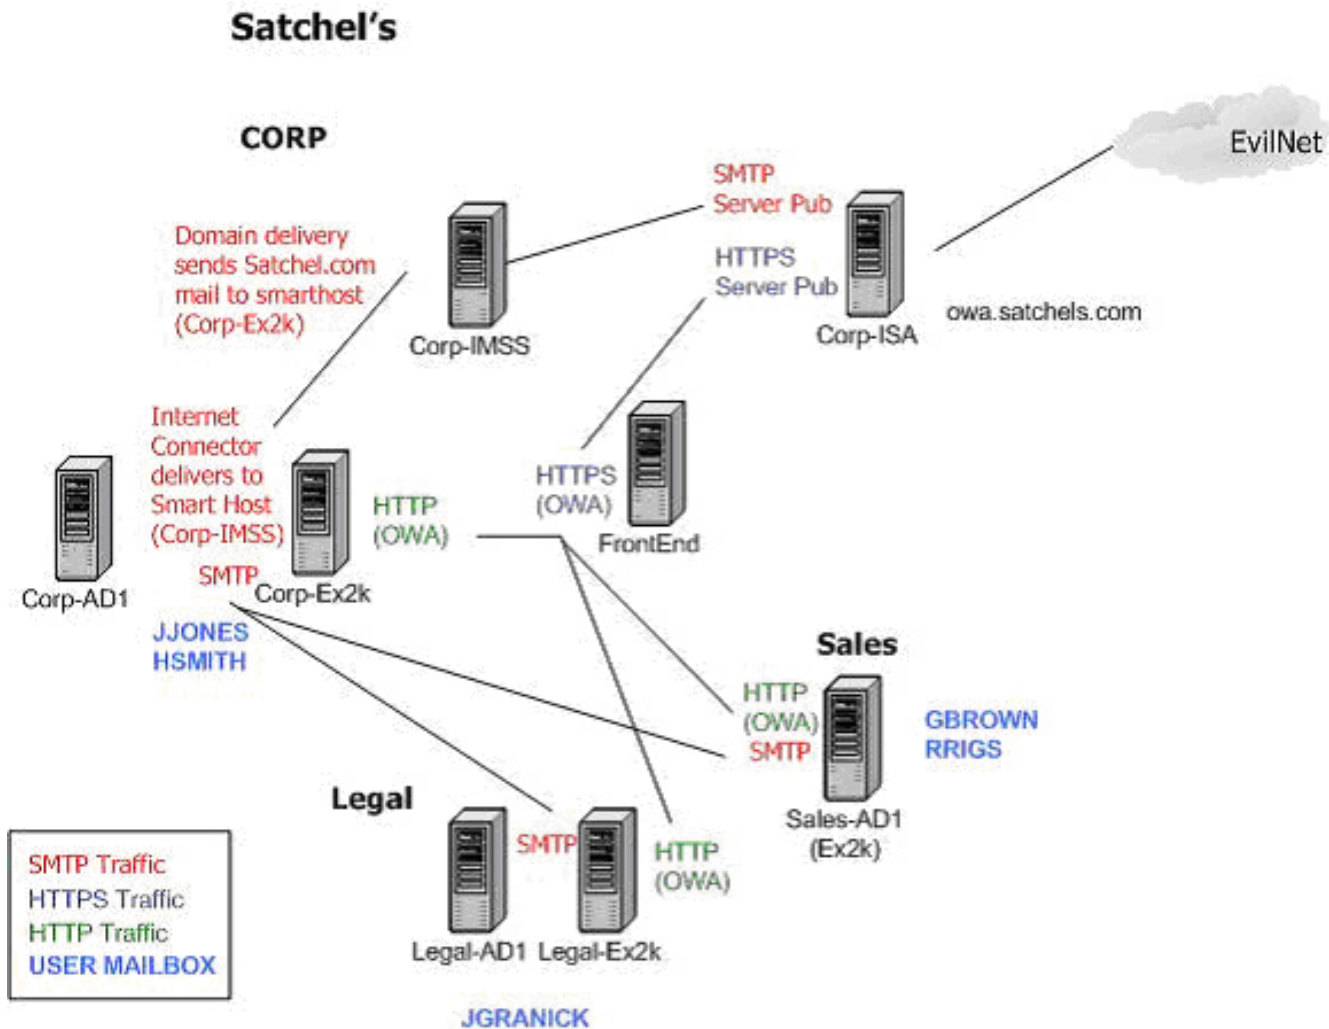 Satchel's
CORP
EvilNet
SMTP
Server Pub
Domain delivery
sends Satchel.com
mail to smarthost
(Corp-Ex2k)
HTTPS
Server Pub
owa.satchels.com
Corp-IMSS
Corp-ISA
Internet
Connector
delivers to
Smart Host
(Corp-IMSS)
HTTP
(OWA)
HTTPS
(OWA)
FrontEnd
SMTP
Corp-Ex2k
Corp-AD1
JJONES
HSMITH
Sales
HTTP
(OWA)
SMTP
GBROWN
RRIGS
Sales-AD1
(Ex2k)
Legal
SMTP
HTTP
(OWA)
Legal-AD1
Legal-Ex2k
JGRANICK
SMTP Traffic
HTTPS Traffic
HTTP Traffic
USER MAILBOX